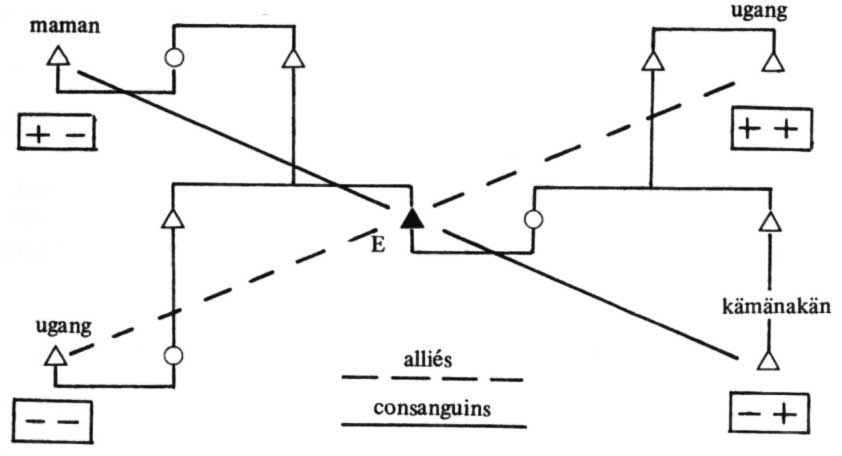 maman
ugang
+ −
+ +
E
kämänakän
ugang
alliés
consanguins
− −
− +